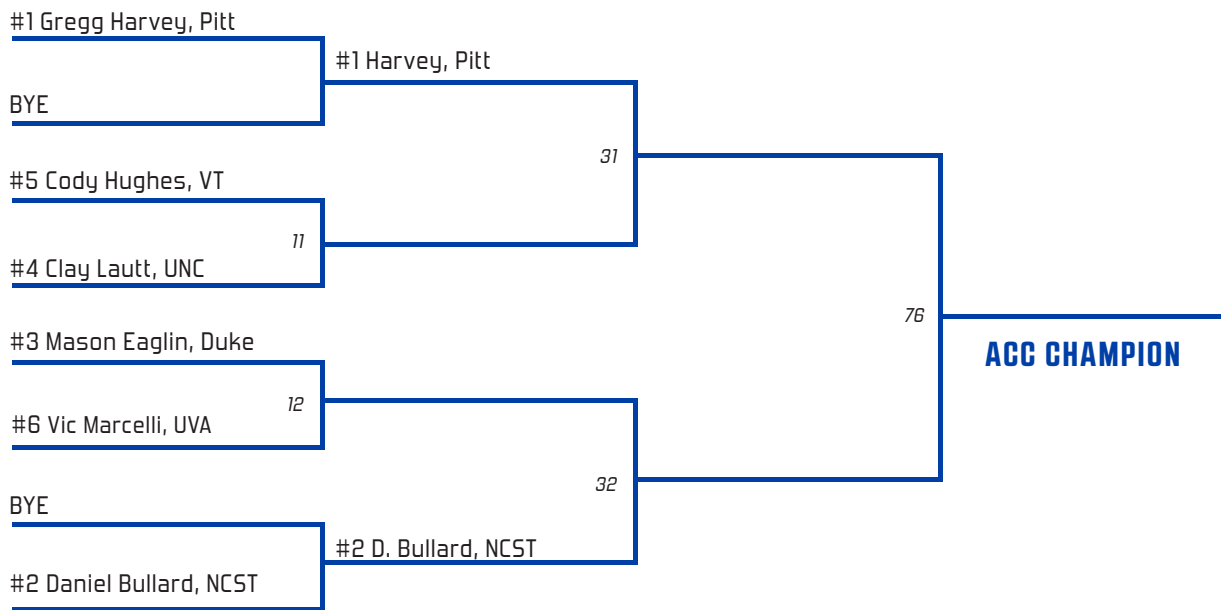 #1 Gregg Harvey, Pitt
#1 Harvey, Pitt
BYE
31
#5 Cody Hughes, VT
11
#4 Clay Lautt, UNC
76
ACC CHAMPION
#3 Mason Eaglin, Duke
12
#6 Vic Marcelli, UVA
32
BYE
#2 D. Bullard, NCST
#2 Daniel Bullard, NCST